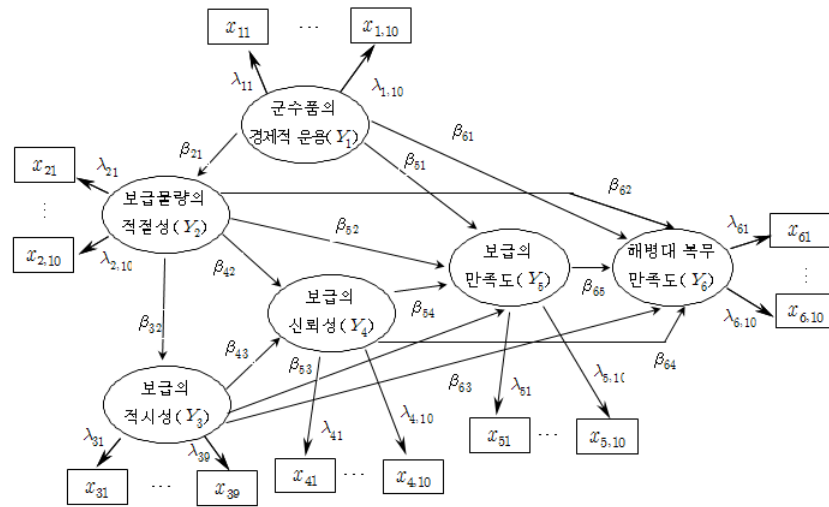 x₁₁ ··· x₁,₁₀
λ₁₁ λ₁,₁₀
군수품의
경제적 운용(Y₁)
β₂₁ β₅₁ β₆₁
x₂₁ λ₂₁
⋮
x₂,₁₀ λ₂,₁₀
보급물량의
적절성(Y₂)
β₆₂
β₅₂
β₄₂
보급의
만족도(Y₅)
β₆₅
해병대 복무
만족도(Y₆)
λ₆₁ x₆₁
⋮
λ₆,₁₀ x₆,₁₀
보급의
신뢰성(Y₄)
β₅₄
β₃₂
β₄₃
β₅₃
β₆₃
β₆₄
보급의
적시성(Y₃)
λ₃₁ λ₃₉
λ₄₁ λ₄,₁₀
λ₅₁ λ₅,₁₀
x₅₁ ··· x₅,₁₀
x₃₁ ··· x₃₉
x₄₁ ··· x₄,₁₀